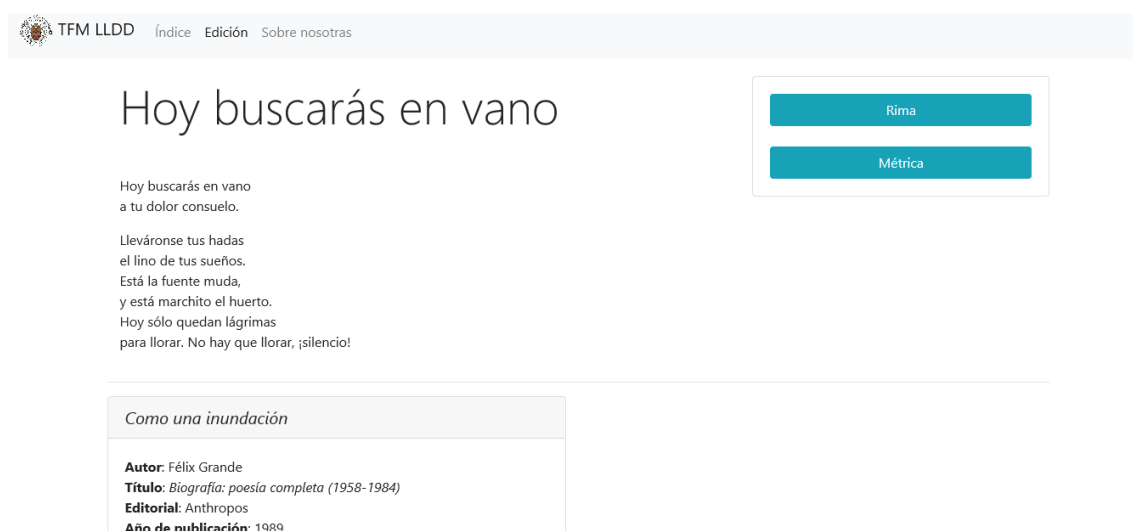 TFM LLDD Índice Edición Sobre nosotras
Hoy buscarás en vano
Rima
Métrica
Hoy buscarás en vano
a tu dolor consuelo.
Lleváronse tus hadas
el lino de tus sueños.
Está la fuente muda,
y está marchito el huerto.
Hoy sólo quedan lágrimas
para llorar. No hay que llorar, ¡silencio!
Como una inundación
Autor: Félix Grande
Título: Biografía: poesía completa (1958-1984)
Editorial: Anthropos
Año de publicación: 1989